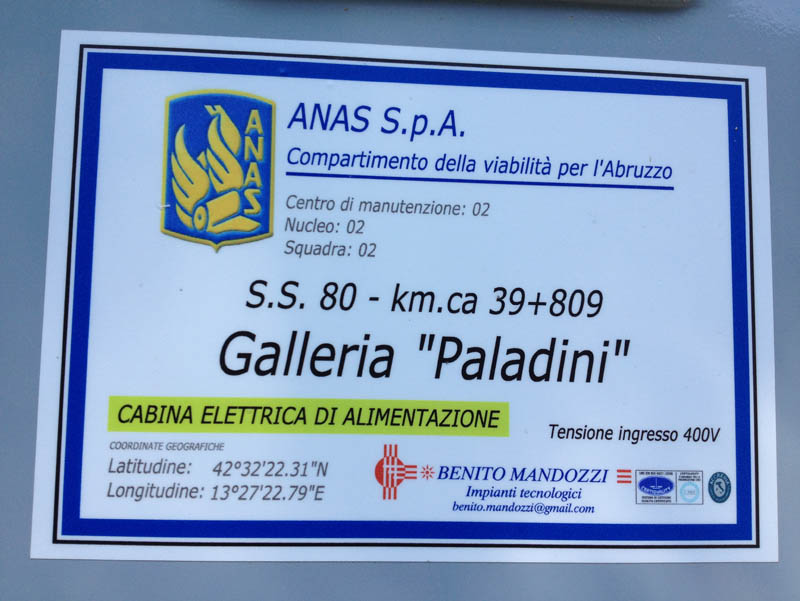 ANAS
ANAS S.p.A.
Compartimento della viabilità per l'Abruzzo
Centro di manutenzione: 02
Nucleo: 02
Squadra: 02
S.S. 80 - km.ca 39+809
Galleria "Paladini"
CABINA ELETTRICA DI ALIMENTAZIONE
Tensione ingresso 400V
COORDINATE GEOGRAFICHE
Latitudine: 42°32'22.31"N
Longitudine: 13°27'22.79"E
BENITO MANDOZZI
Impianti tecnologici
benito.mandozzi@gmail.com